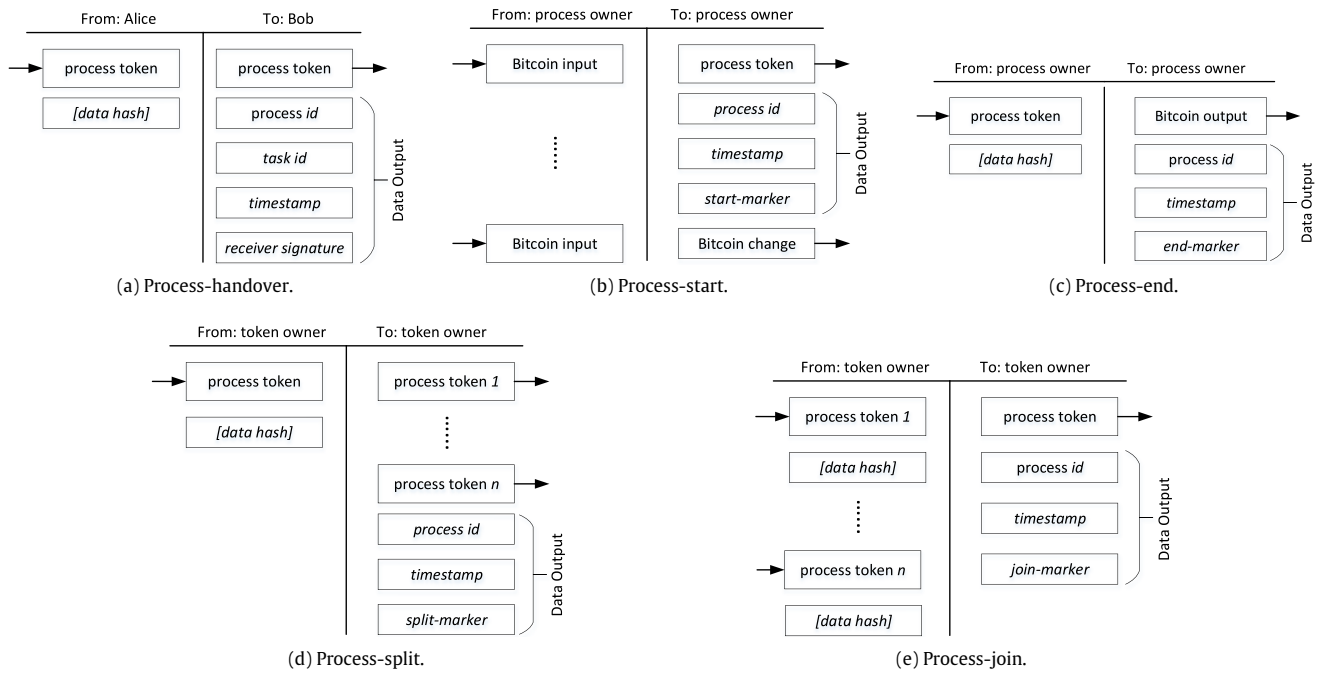 From: Alice
To: Bob
process token
process token
[data hash]
process id
task id
timestamp
receiver signature
Data Output
(a) Process-handover.
From: process owner
To: process owner
Bitcoin input
process token
process id
timestamp
start-marker
Data Output
Bitcoin input
Bitcoin change
(b) Process-start.
From: process owner
To: process owner
process token
Bitcoin output
[data hash]
process id
timestamp
end-marker
Data Output
(c) Process-end.
From: token owner
To: token owner
process token
process token 1
[data hash]
process token n
process id
timestamp
split-marker
Data Output
(d) Process-split.
From: token owner
To: token owner
process token 1
process token
[data hash]
process id
timestamp
join-marker
Data Output
process token n
[data hash]
(e) Process-join.